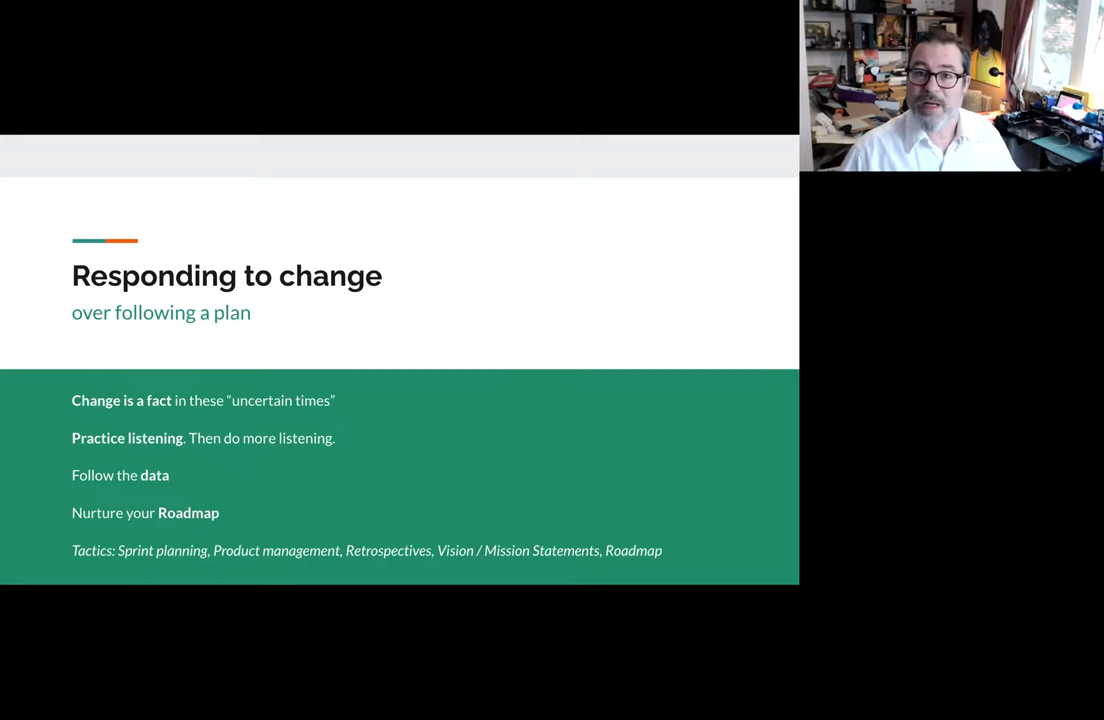 Responding to change
over following a plan
Change is a fact in these “uncertain times”
Practice listening. Then do more listening.
Follow the data
Nurture your Roadmap
Tactics: Sprint planning, Product management, Retrospectives, Vision / Mission Statements, Roadmap